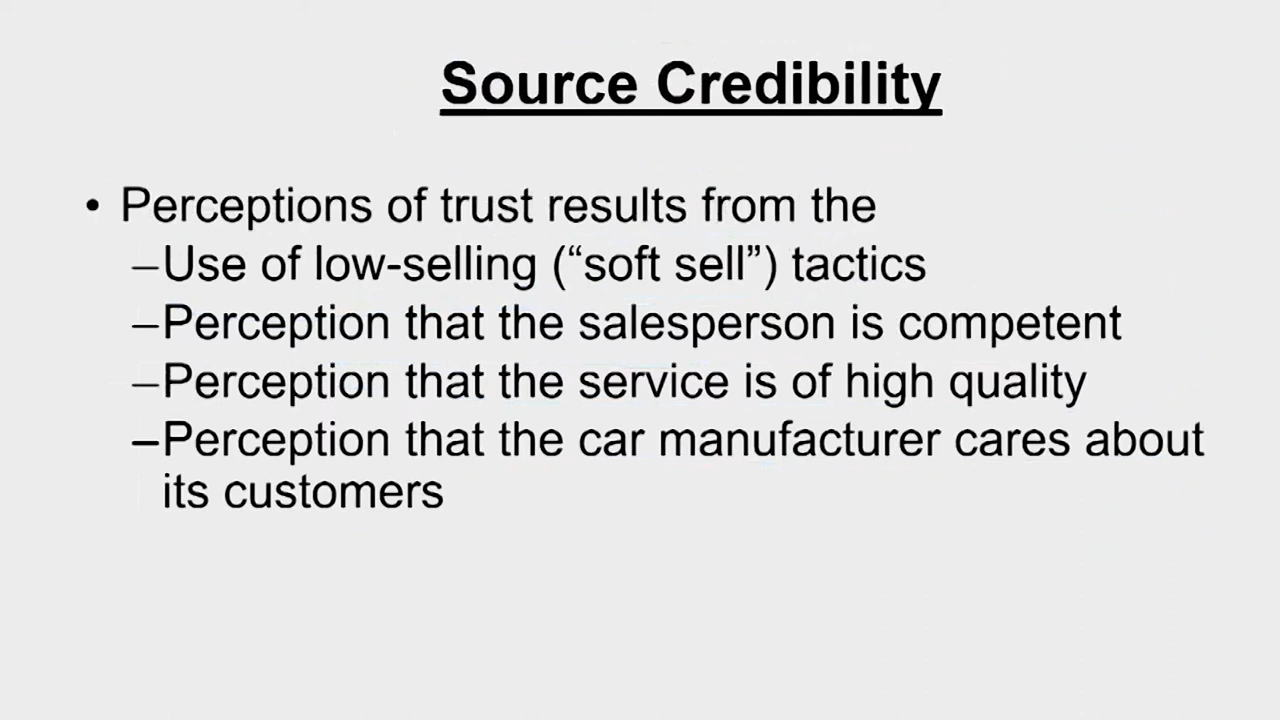 Source Credibility
• Perceptions of trust results from the
–Use of low-selling (“soft sell”) tactics
–Perception that the salesperson is competent
–Perception that the service is of high quality
–Perception that the car manufacturer cares about
its customers